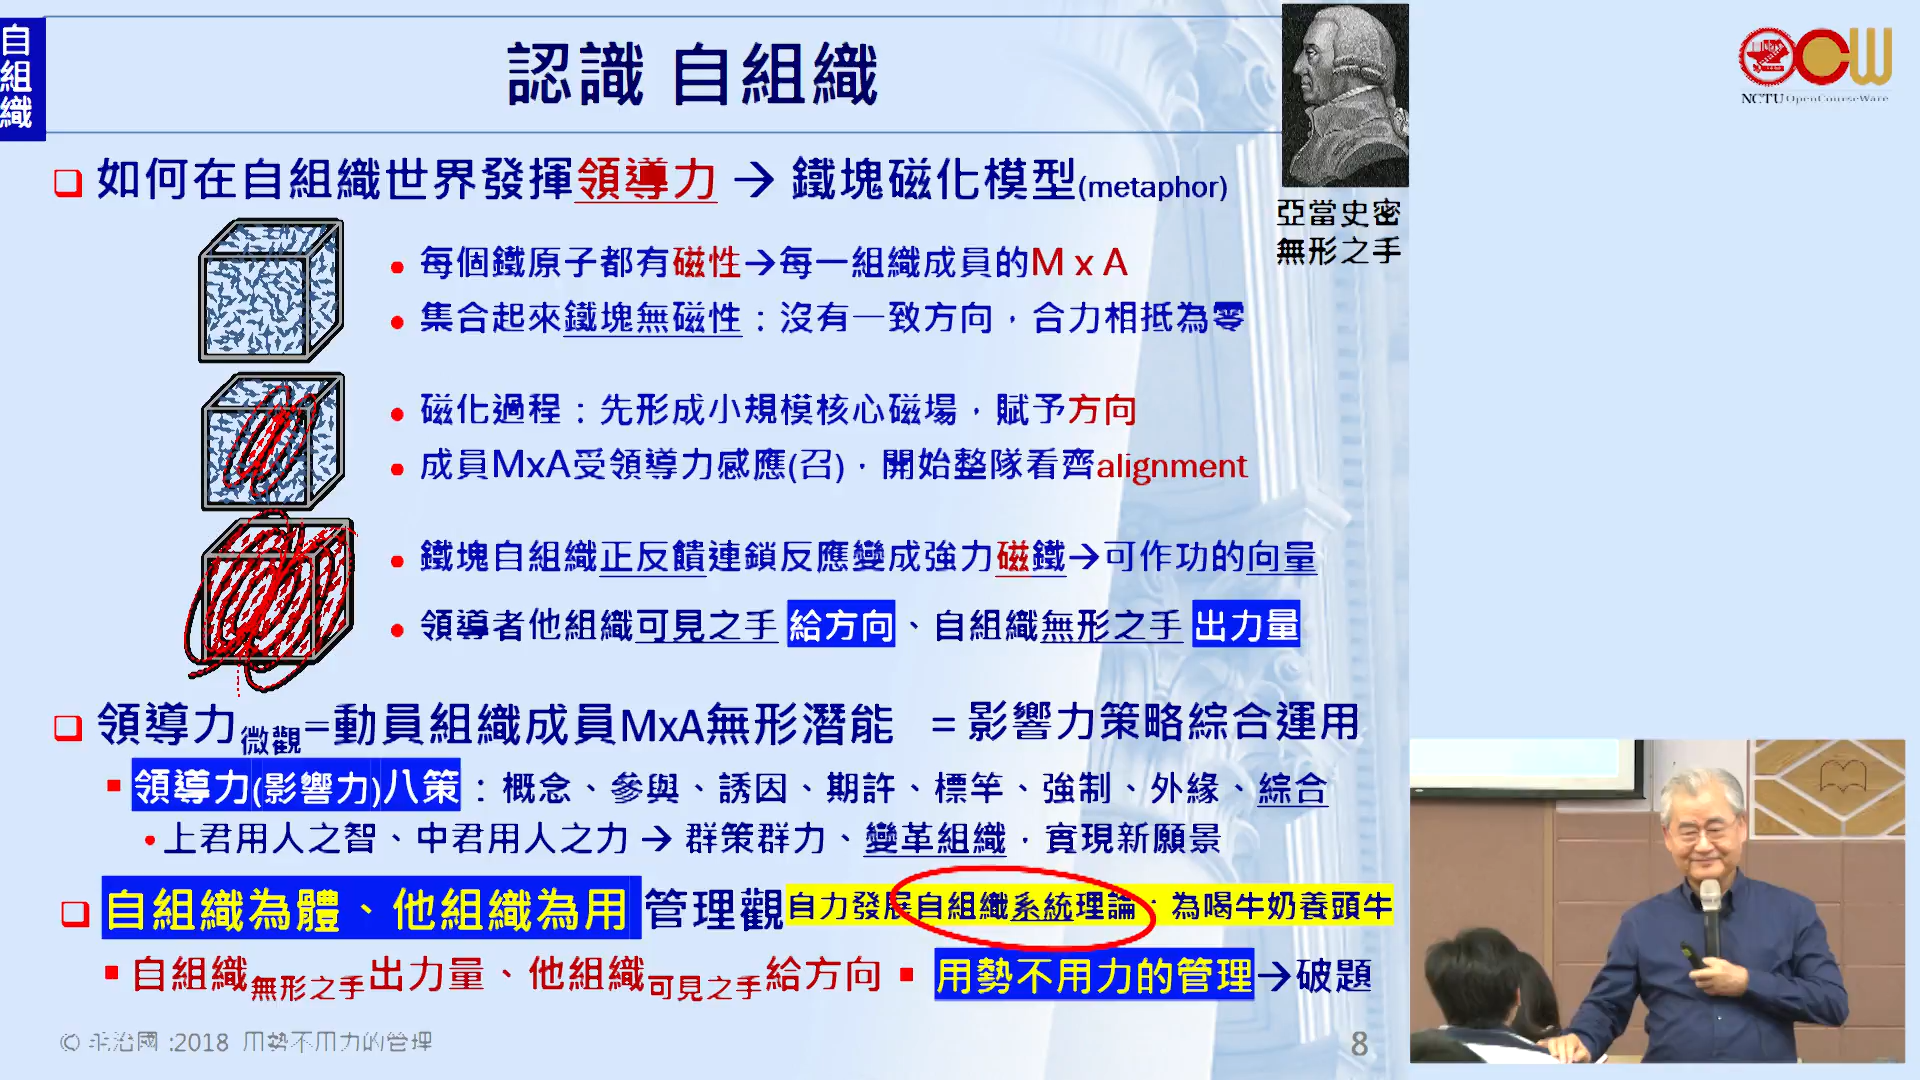 自組織
認識 自組織
NCTU OpenCourseWare
亞當史密
無形之手
如何在自組織世界發揮領導力→鐵塊磁化模型(metaphor)
每個鐵原子都有磁性→每一組織成員的M x A
集合起來鐵塊無磁性：沒有一致方向，合力相抵為零
磁化過程：先形成小規模核心磁場，賦予方向
成員MxA受領導力感應(召)，開始整隊看齊alignment
鐵塊自組織正反饋連鎖反應變成強力磁鐵→可作功的向量
領導者他組織可見之手 給方向、自組織無形之手 出力量
領導力微觀=動員組織成員MxA無形潛能 = 影響力策略綜合運用
領導力(影響力)八策：概念、參與、誘因、期許、標竿、強制、外緣、綜合
上君用人之智、中君用人之力→ 群策群力、變革組織，實現新願景
自組織為體、他組織為用 管理觀 自力發展自組織系統理論：為喝牛奶養頭牛
自組織無形之手出力量、他組織可見之手給方向 用勢不用力的管理→破題
© 毛治國 :2018 用勢不用力的管理
8